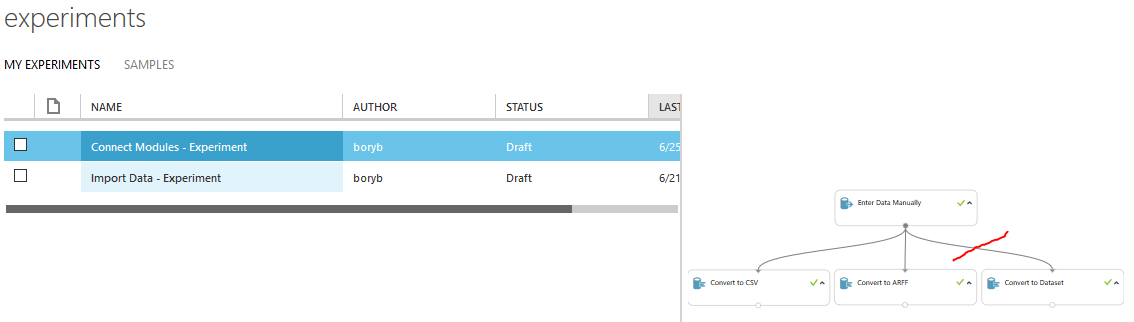 experiments
MY EXPERIMENTS SAMPLES
NAME AUTHOR STATUS LAST
Connect Modules - Experiment boryb Draft 6/25
Import Data - Experiment boryb Draft 6/21
Enter Data Manually
Convert to CSV Convert to ARFF Convert to Dataset